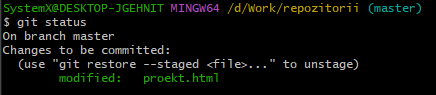 SystemX@DESKTOP-JGEHNIT MINGW64 /d/Work/repozitorii (master)
$ git status
On branch master
Changes to be committed:
  (use "git restore --staged <file>..." to unstage)
        modified:   proekt.html